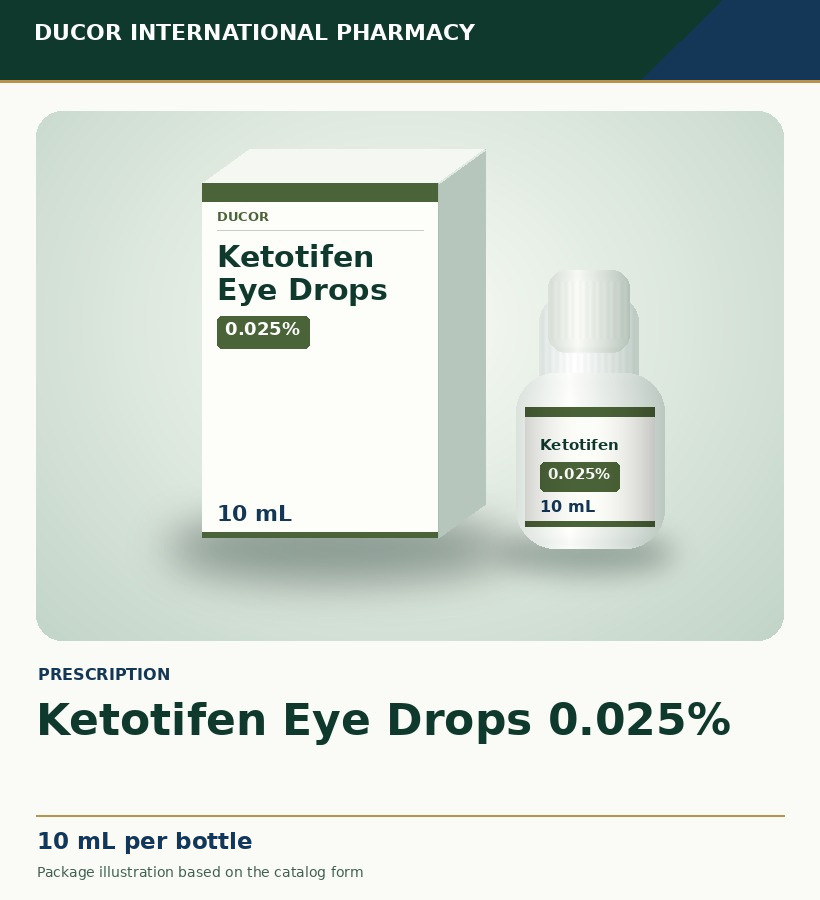 DUCOR INTERNATIONAL PHARMACY
DUCOR
Ketotifen
Eye Drops
0.025%
10 mL
Ketotifen
0.025%
10 mL
PRESCRIPTION
Ketotifen Eye Drops 0.025%
10 mL per bottle
Package illustration based on the catalog form